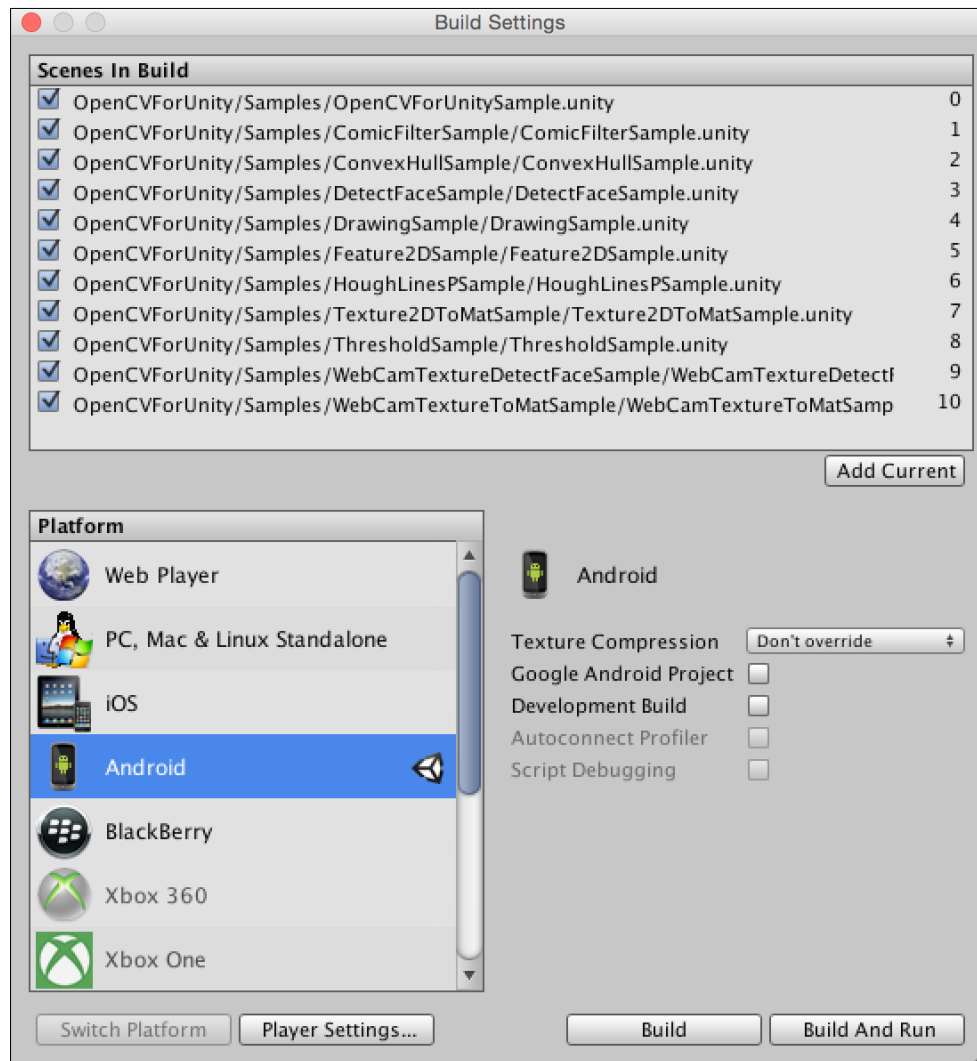 Build Settings
Scenes In Build
OpenCVForUnity/Samples/OpenCVForUnitySample.unity 0
OpenCVForUnity/Samples/ComicFilterSample/ComicFilterSample.unity 1
OpenCVForUnity/Samples/ConvexHullSample/ConvexHullSample.unity 2
OpenCVForUnity/Samples/DetectFaceSample/DetectFaceSample.unity 3
OpenCVForUnity/Samples/DrawingSample/DrawingSample.unity 4
OpenCVForUnity/Samples/Feature2DSample/Feature2DSample.unity 5
OpenCVForUnity/Samples/HoughLinesPSample/HoughLinesPSample.unity 6
OpenCVForUnity/Samples/Texture2DToMatSample/Texture2DToMatSample.unity 7
OpenCVForUnity/Samples/ThresholdSample/ThresholdSample.unity 8
OpenCVForUnity/Samples/WebCamTextureDetectFaceSample/WebCamTextureDetectF 9
OpenCVForUnity/Samples/WebCamTextureToMatSample/WebCamTextureToMatSamp 10
Add Current
Platform
Web Player
PC, Mac & Linux Standalone
iOS
Android
BlackBerry
Xbox 360
Xbox One
Android
Texture Compression Don't override
Google Android Project
Development Build
Autoconnect Profiler
Script Debugging
Switch Platform Player Settings... Build Build And Run